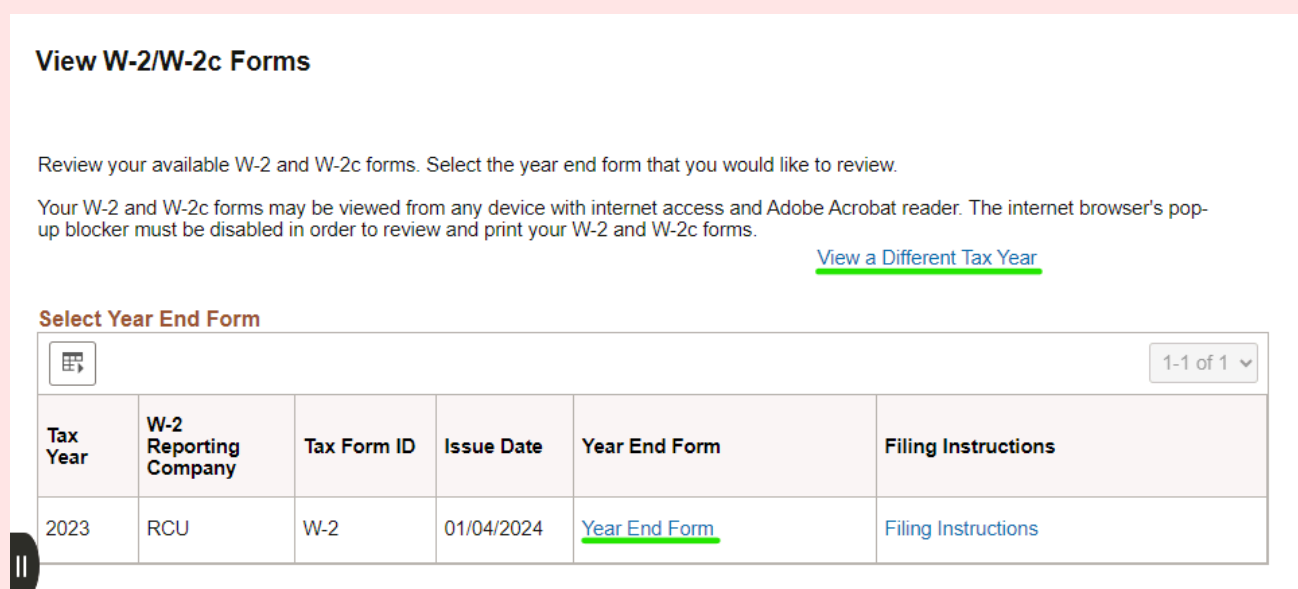 View W-2/W-2c Forms
Review your available W-2 and W-2c forms. Select the year end form that you would like to review.
Your W-2 and W-2c forms may be viewed from any device with internet access and Adobe Acrobat reader. The internet browser's pop-
up blocker must be disabled in order to review and print your W-2 and W-2c forms.
View a Different Tax Year
Select Year End Form
1-1 of 1
Tax Year W-2 Reporting Company Tax Form ID Issue Date Year End Form Filing Instructions
2023 RCU W-2 01/04/2024 Year End Form Filing Instructions